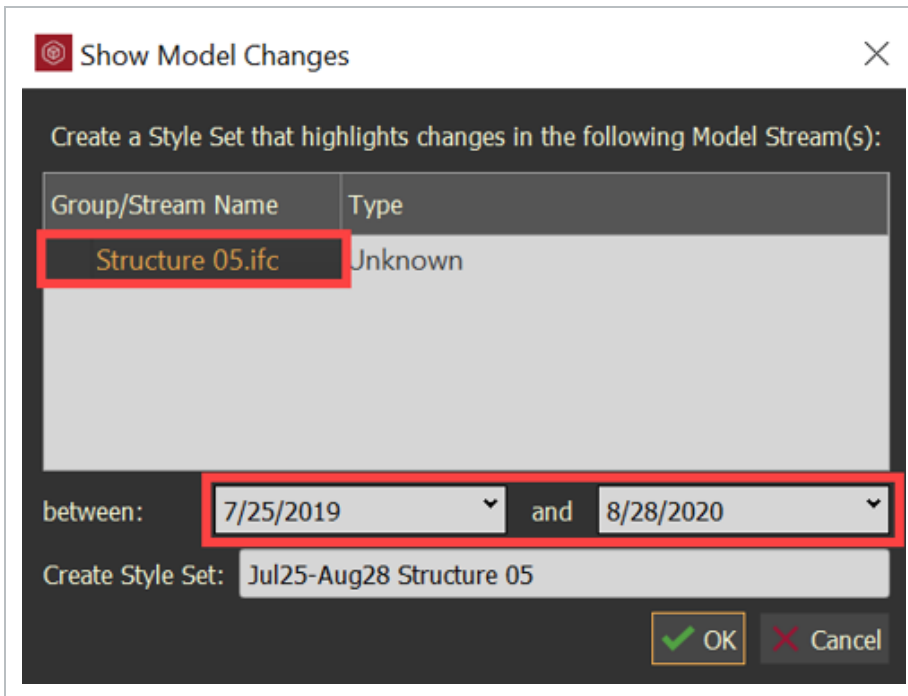 Show Model Changes
Create a Style Set that highlights changes in the following Model Stream(s):
Group/Stream Name Type
Structure 05.ifc Unknown
between: 7/25/2019 and 8/28/2020
Create Style Set: Jul25-Aug28 Structure 05
OK Cancel